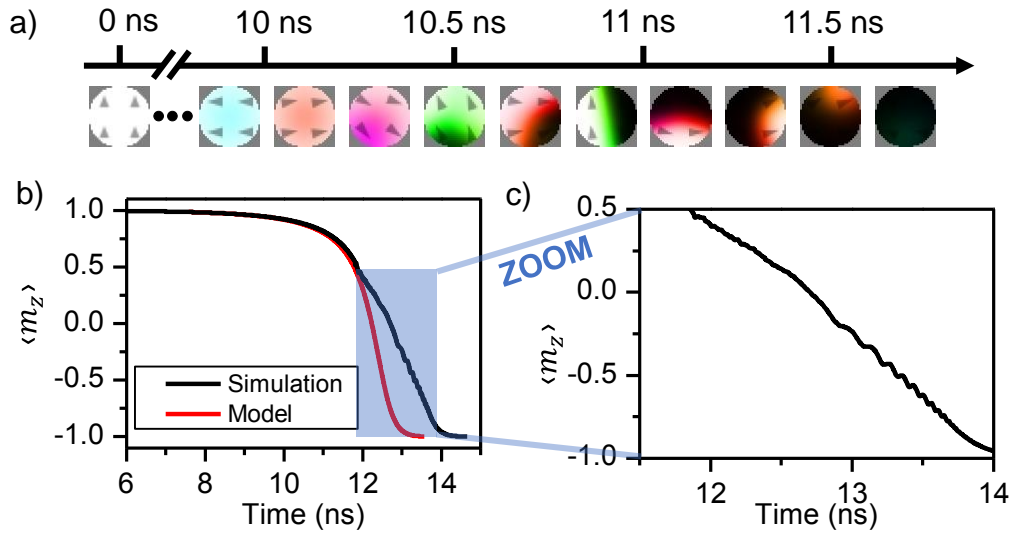 a)
0 ns
10 ns
10.5 ns
11 ns
11.5 ns
b)
1.0
0.5
0.0
-0.5
-1.0
⟨m_z⟩
Simulation
Model
6
8
10
12
14
Time (ns)
ZOOM
c)
0.5
0.0
-0.5
-1.0
⟨m_z⟩
12
13
14
Time (ns)